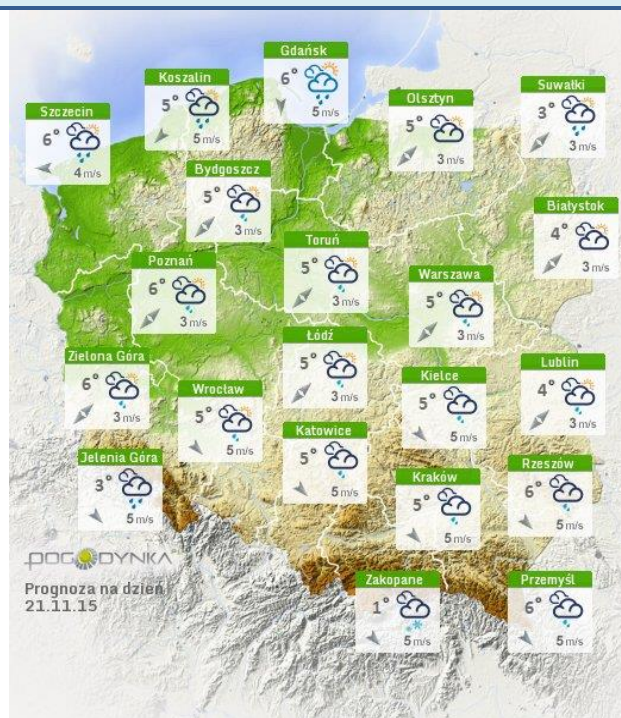 Gdańsk
6°
5 m/s
Koszalin
5°
5 m/s
Szczecin
6°
4 m/s
Olsztyn
5°
3 m/s
Suwałki
3°
3 m/s
Bydgoszcz
5°
3 m/s
Białystok
4°
3 m/s
Toruń
5°
3 m/s
Poznań
6°
3 m/s
Warszawa
5°
3 m/s
Łódź
5°
3 m/s
Zielona Góra
6°
3 m/s
Wrocław
5°
5 m/s
Kielce
5°
5 m/s
Lublin
4°
3 m/s
Katowice
5°
5 m/s
Jelenia Góra
3°
5 m/s
Kraków
5°
5 m/s
Rzeszów
6°
5 m/s
POGODYNKA
Prognoza na dzień
21.11.15
Zakopane
1°
5 m/s
Przemyśl
6°
5 m/s